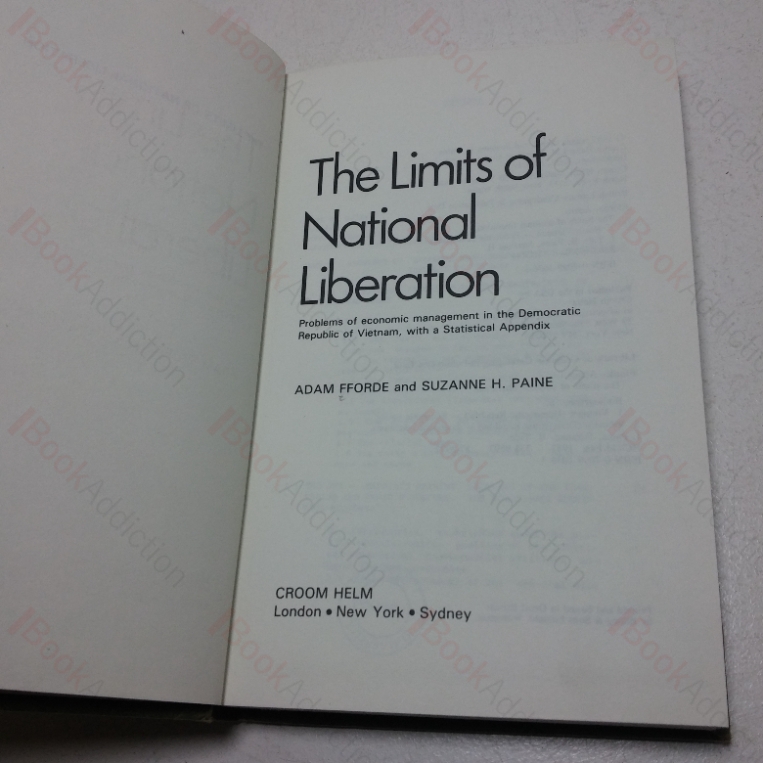 The Limits of
National
Liberation
Problems of economic management in the Democratic
Republic of Vietnam, with a Statistical Appendix
ADAM FFORDE and SUZANNE H. PAINE
CROOM HELM
London • New York • Sydney
BookAddiction